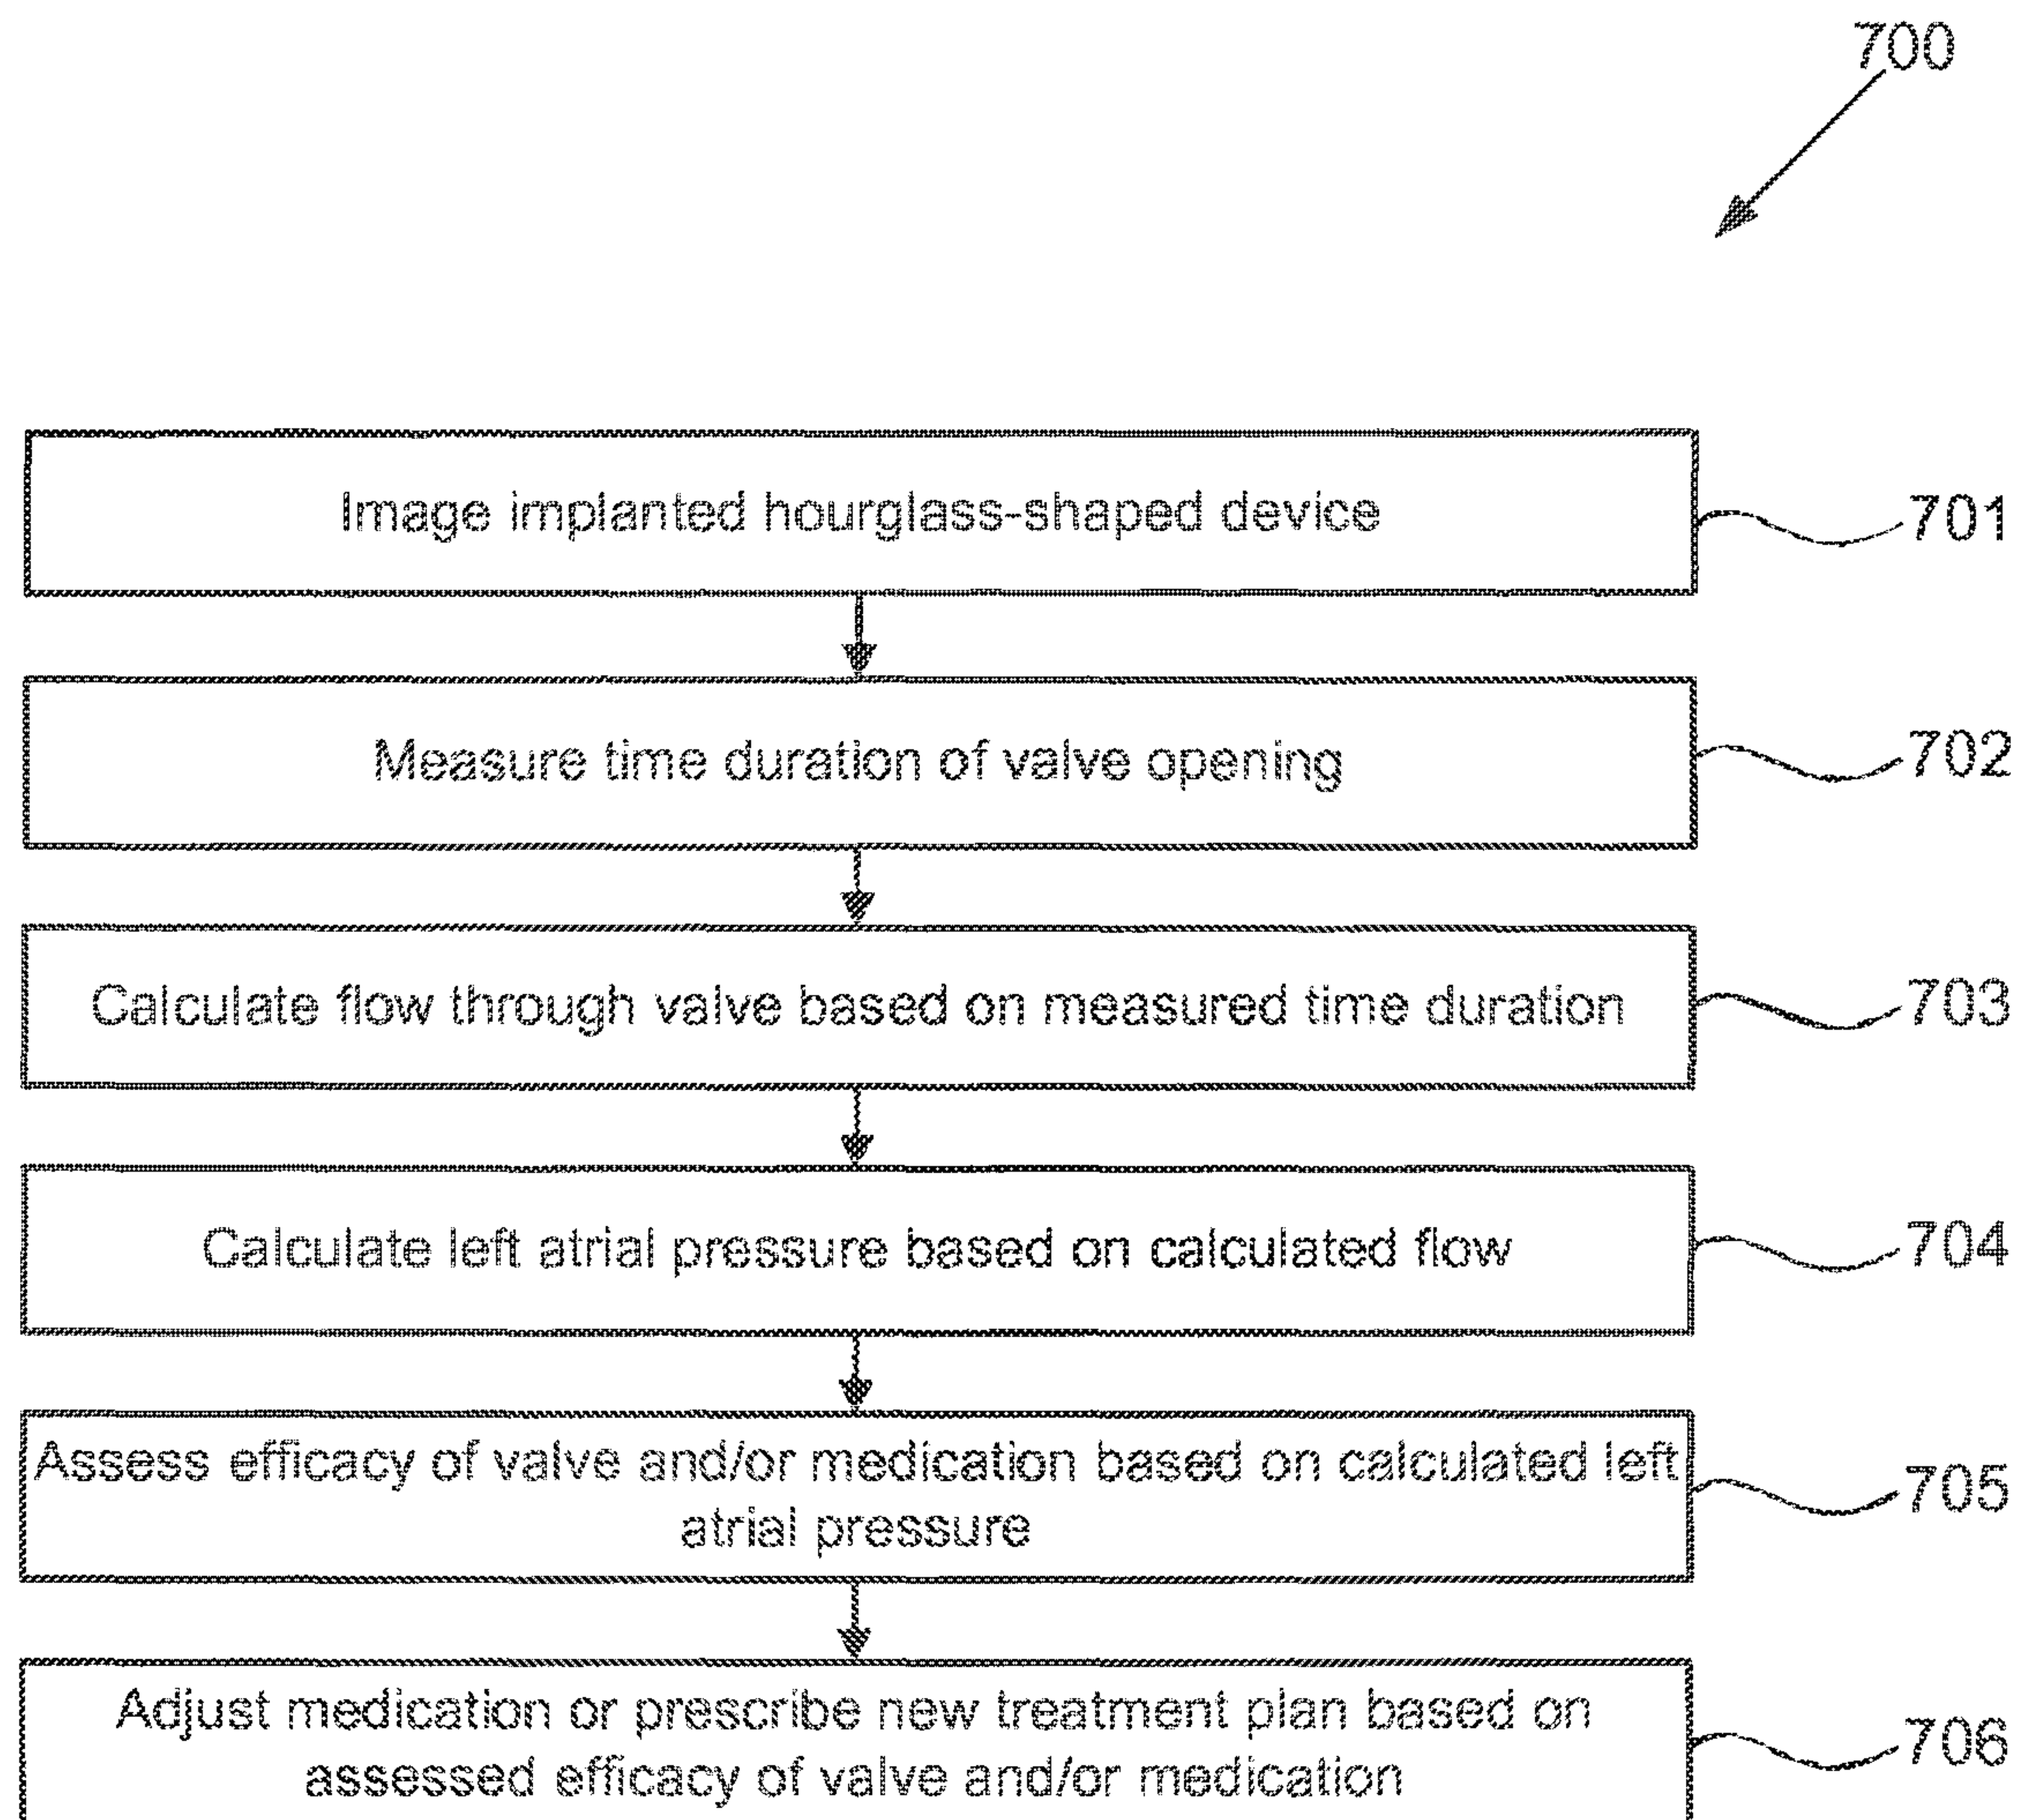 700
Image implanted hourglass-shaped device
701
Measure time duration of valve opening
702
Calculate flow through valve based on measured time duration
703
Calculate left atrial pressure based on calculated flow
704
Assess efficacy of valve and/or medication based on calculated left
atrial pressure
705
Adjust medication or prescribe new treatment plan based on
assessed efficacy of valve and/or medication
706